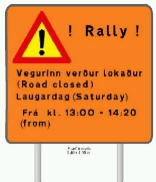 ! Rally !
Vegurinn verður lokaður
(Road closed)
Laugardag (Saturday)
Frá kl. 13:00 - 14:20
(from)